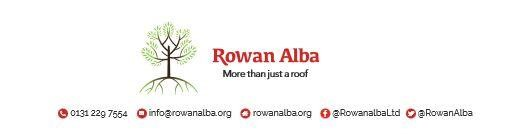 Rowan Alba
More than just a roof
0131 229 7554 info@rowanalba.org rowanalba.org @RowanalbaLtd @RowanAlba